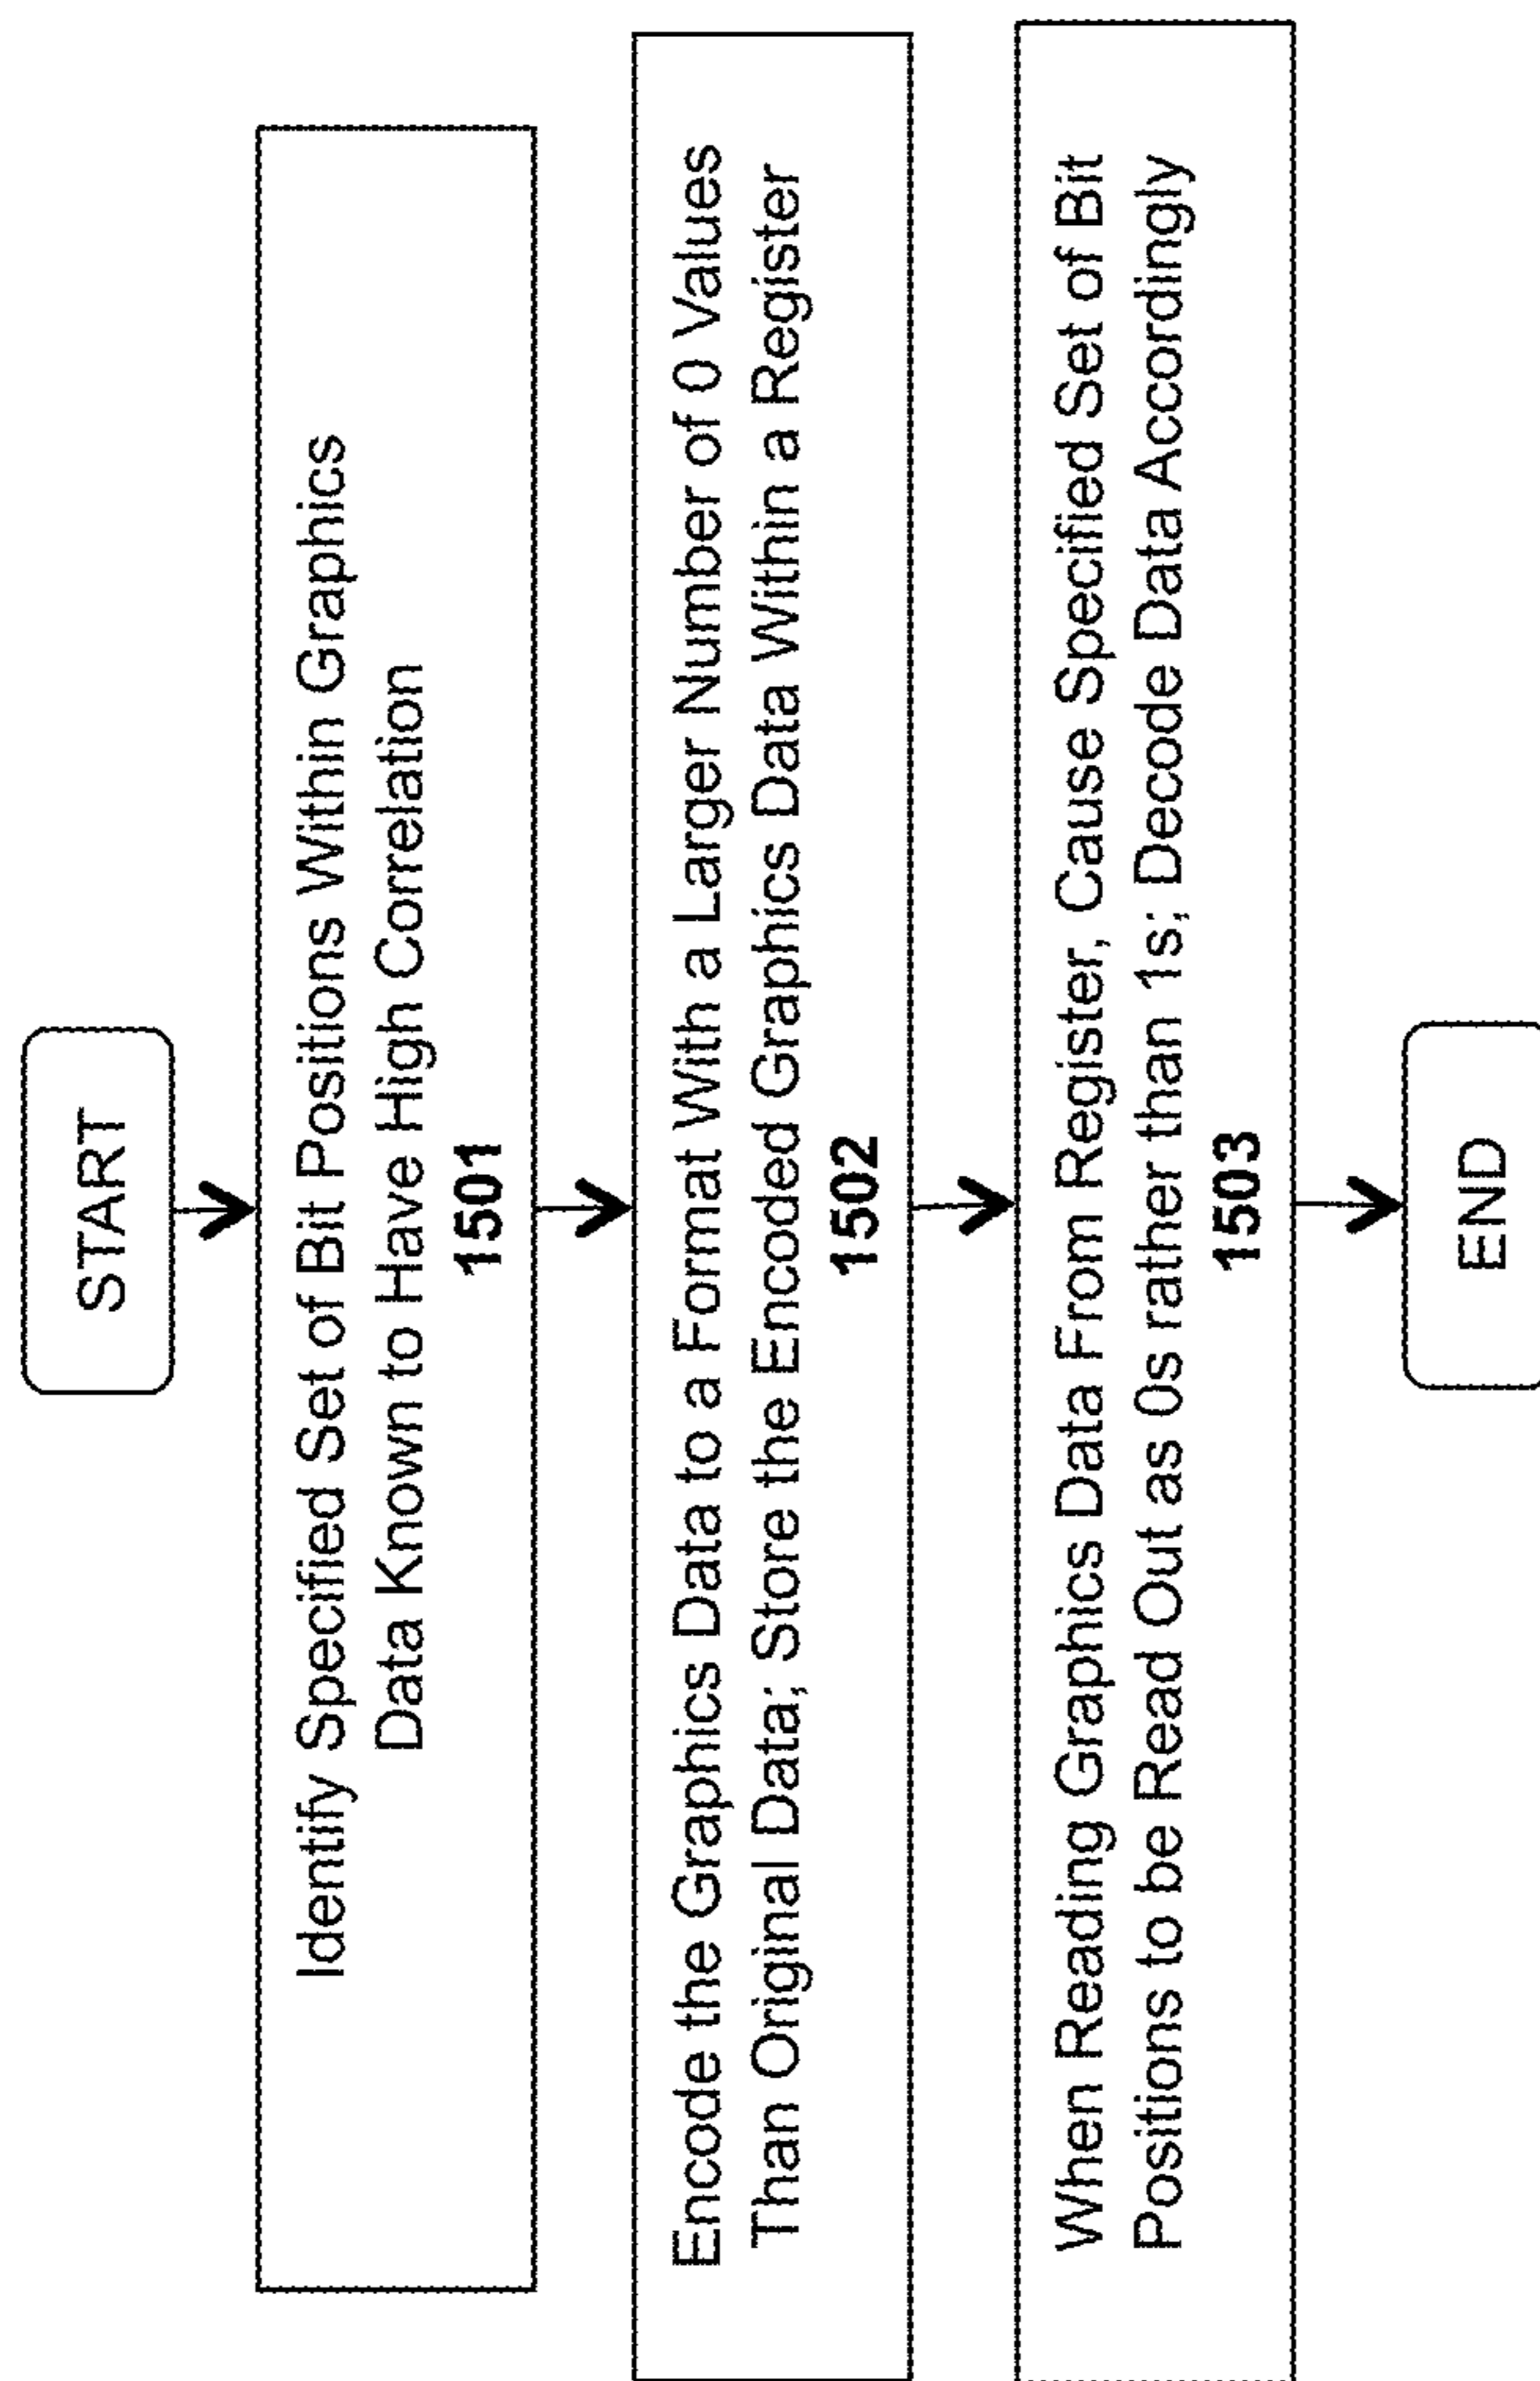 START
Identify Specified Set of Bit Positions Within Graphics
Data Known to Have High Correlation
1501
Encode the Graphics Data to a Format With a Larger Number of 0 Values
Than Original Data; Store the Encoded Graphics Data Within a Register
1502
When Reading Graphics Data From Register, Cause Specified Set of Bit
Positions to be Read Out as 0s rather than 1s; Decode Data Accordingly
1503
END